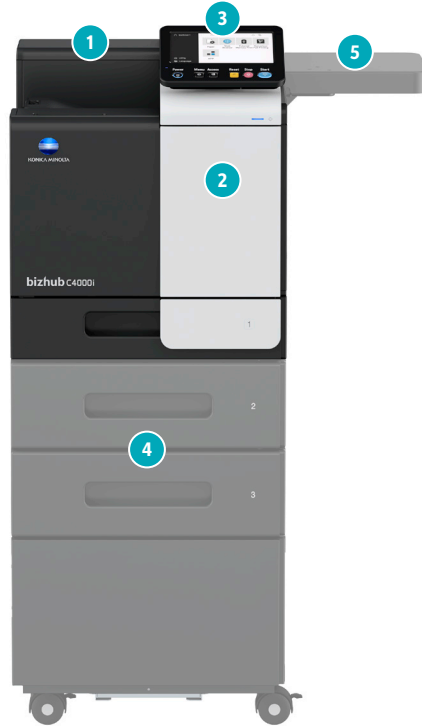 1
3
5
Power
Menu Access
Reset Stop Start
KONICA MINOLTA
2
bizhub C4000i
1
2
4
3